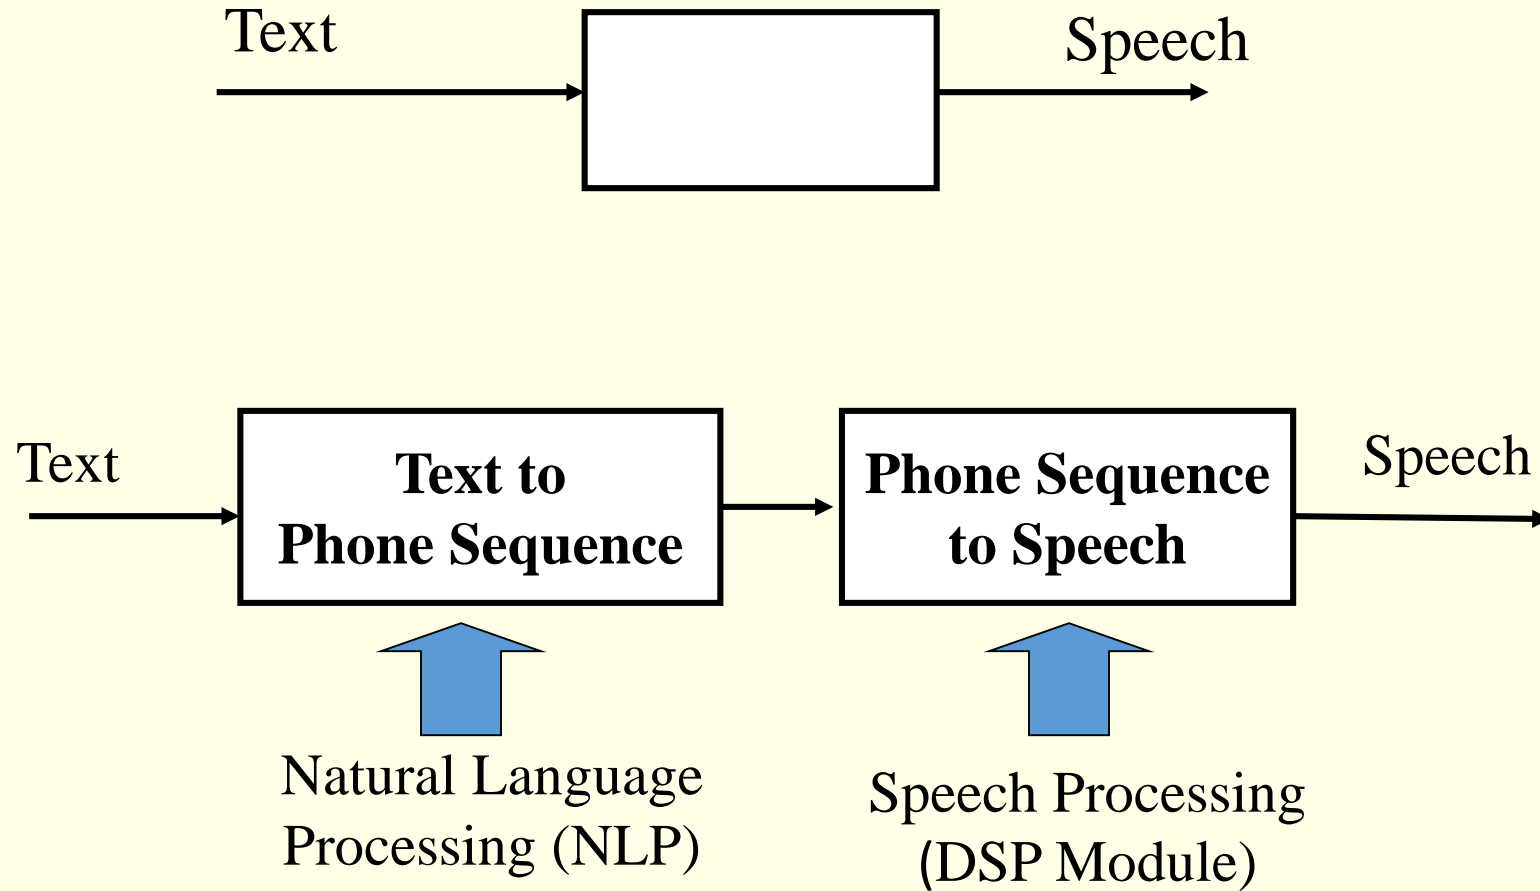 Text
Speech
Text
Text to
Phone Sequence
Phone Sequence
to Speech
Speech
Natural Language
Processing (NLP)
Speech Processing
(DSP Module)